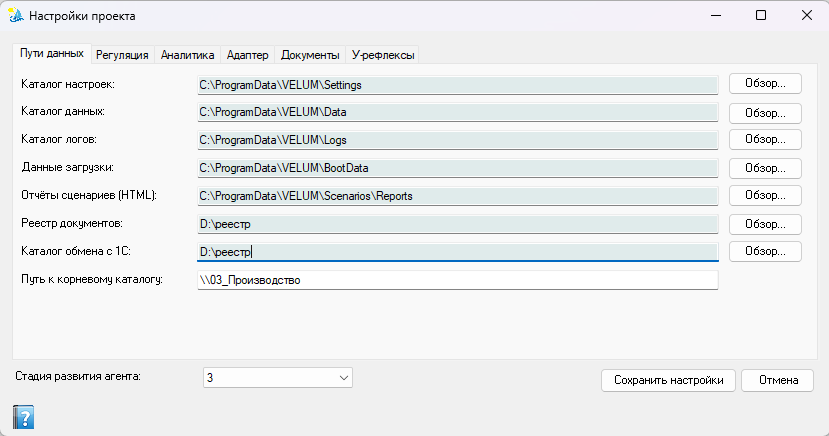 Настройки проекта
Пути данных Регуляция Аналитика Адаптер Документы У-рефлексы
Каталог настроек: C:\ProgramData\VELUM\Settings Обзор...
Каталог данных: C:\ProgramData\VELUM\Data Обзор...
Каталог логов: C:\ProgramData\VELUM\Logs Обзор...
Данные загрузки: C:\ProgramData\VELUM\BootData Обзор...
Отчёты сценариев (HTML): C:\ProgramData\VELUM\Scenarios\Reports Обзор...
Реестр документов: D:\реестр Обзор...
Каталог обмена с 1С: D:\реестр Обзор...
Путь к корневому каталогу: \\03_Производство
Стадия развития агента: 3 Сохранить настройки Отмена
?